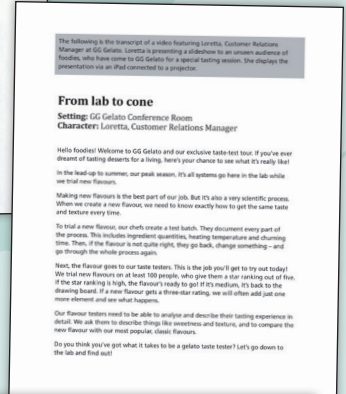 The following is the transcript of a video featuring Loretta, Customer Relations
Manager at GG Gelato. Loretta is presenting a slideshow to an unseen audience of
foodies, who have come to GG Gelato for a special tasting session. She displays the
presentation via an iPad connected to a projector.
From lab to cone
Setting: GG Gelato Conference Room
Character: Loretta, Customer Relations Manager
Hello foodies! Welcome to GG Gelato and our exclusive taste-test tour. If you've ever
dreamt of tasting desserts for a living, here's your chance to see what it's really like!
In the lead-up to summer, our peak season, it's all systems go here in the lab while
we trial new flavours.
Making new flavours is the best part of our job. But it's also a very scientific process.
When we create a new flavour, we need to know exactly how to get the same taste
and texture every time.
To trial a new flavour, our chefs create a test batch. They document every part of
the process. This includes ingredient quantities, heating temperature and churning
time. Then, if the flavour is not quite right, they go back, change something – and
go through the whole process again.
Next, the flavour goes to our taste testers. This is the job you'll get to try out today!
We trial new flavours on at least 100 people, who give them a star ranking out of five.
If the star ranking is high, the flavour's ready to go! If it's medium, it's back to the
drawing board. If a new flavour gets a three-star rating, we will often add just one
more element and see what happens.
Our flavour testers need to be able to analyse and describe their tasting experience in
detail. We ask them to describe things like sweetness and texture, and to compare the
new flavour with our most popular, classic flavours.
Do you think you've got what it takes to be a gelato taste tester? Let's go down to
the lab and find out!